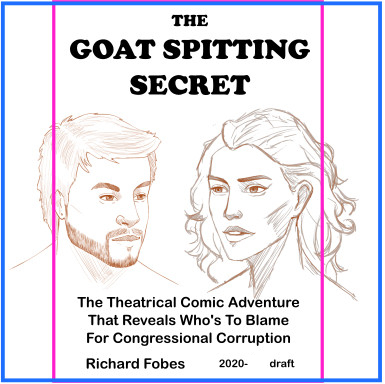 THE
GOAT SPITTING
SECRET
The Theatrical Comic Adventure
That Reveals Who's To Blame
For Congressional Corruption
Richard Fobes 2020- draft